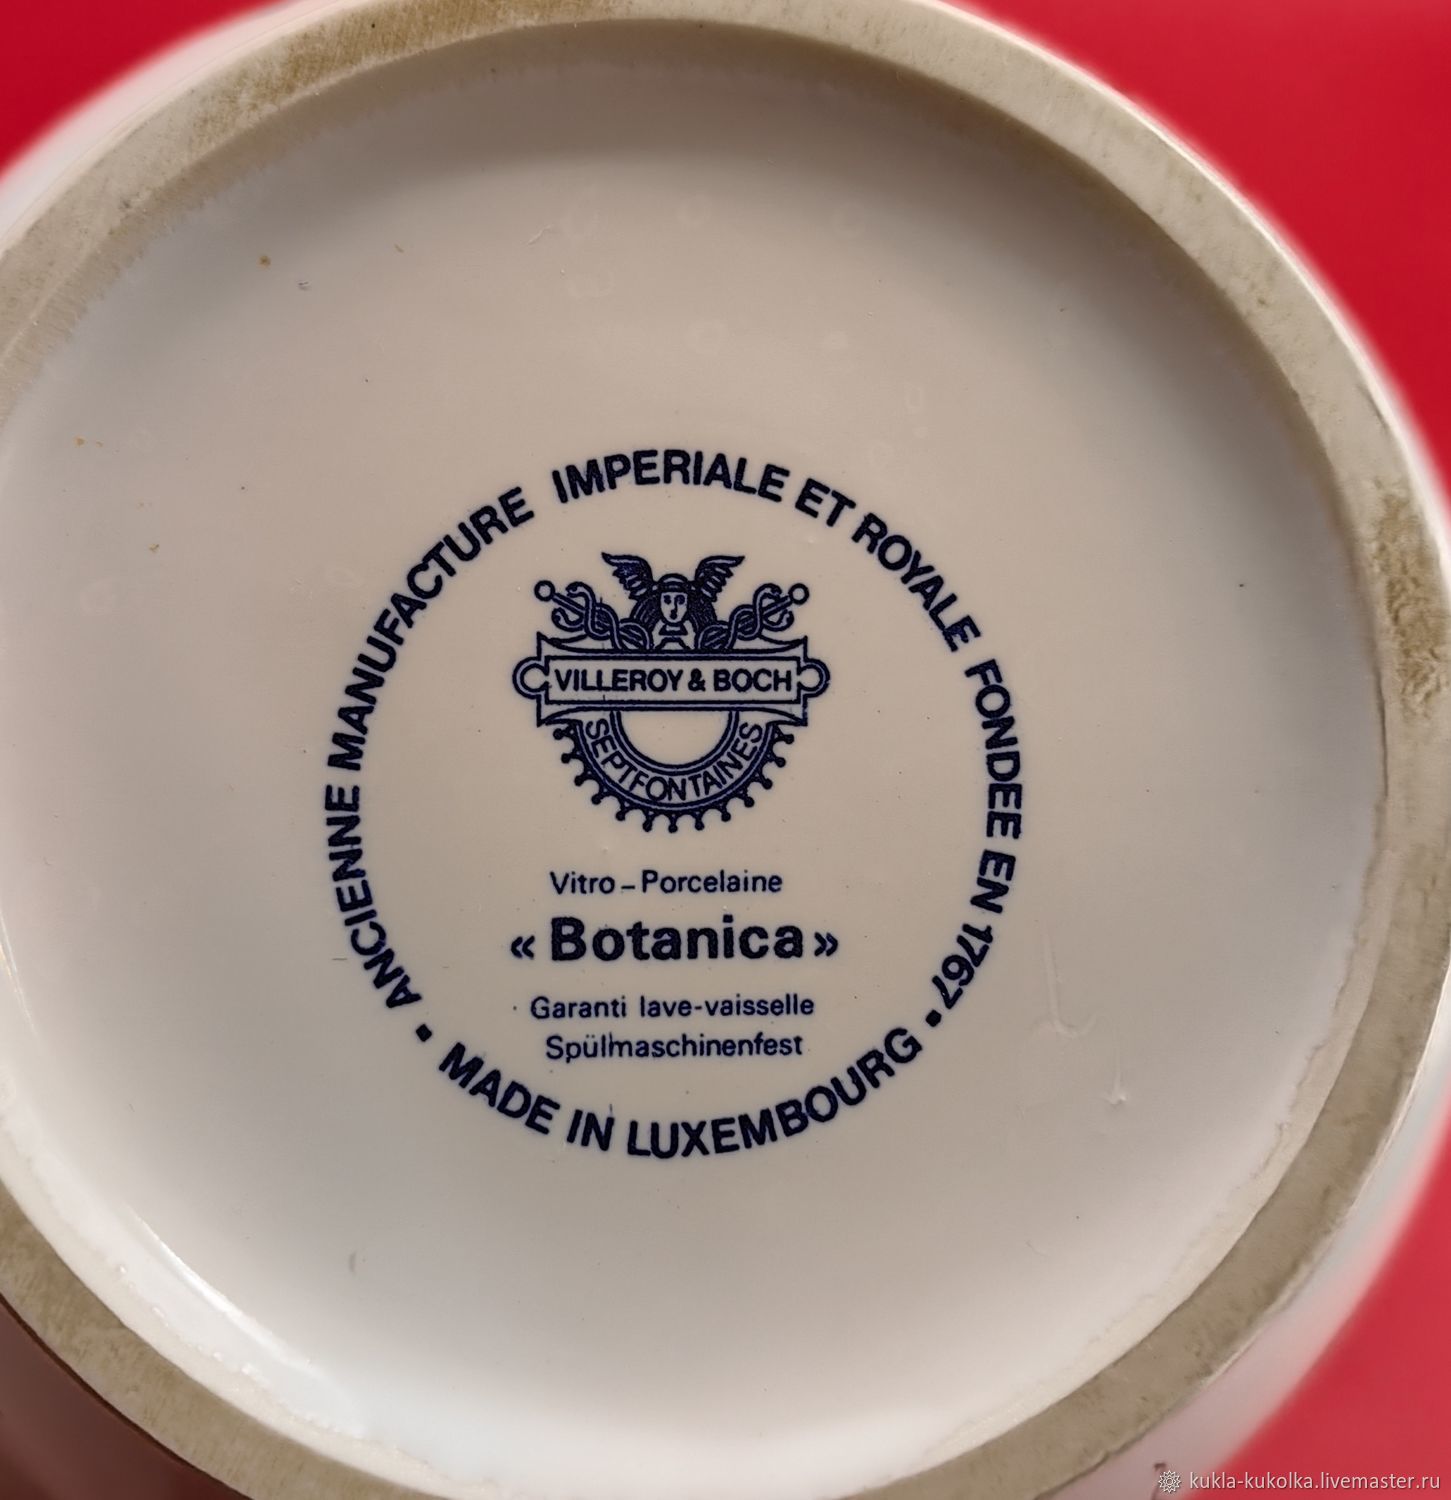 ANCIENNE MANUFACTURE IMPERIALE ET ROYALE FONDEE EN 1767 •
VILLEROY & BOCH
SEPTFONTAINES
Vitro-Porcelaine
« Botanica »
Garanti lave-vaisselle
Spülmaschinenfest
• MADE IN LUXEMBOURG
kukla-kukolka.livemaster.ru